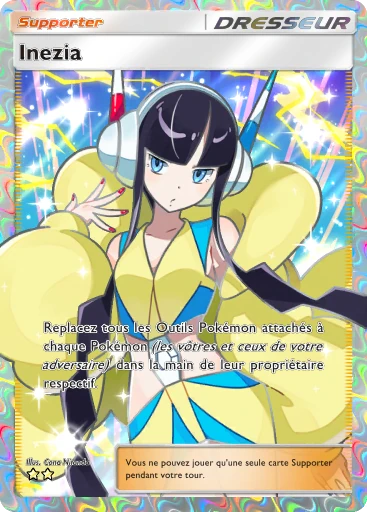 Supporter
DRESSEUR
Inezia
Replacez tous les Outils Pokémon attachés à
chaque Pokémon (les vôtres et ceux de votre
adversaire) dans la main de leur propriétaire
respectif.
Illus.
Vous ne pouvez jouer qu'une seule carte Supporter
pendant votre tour.